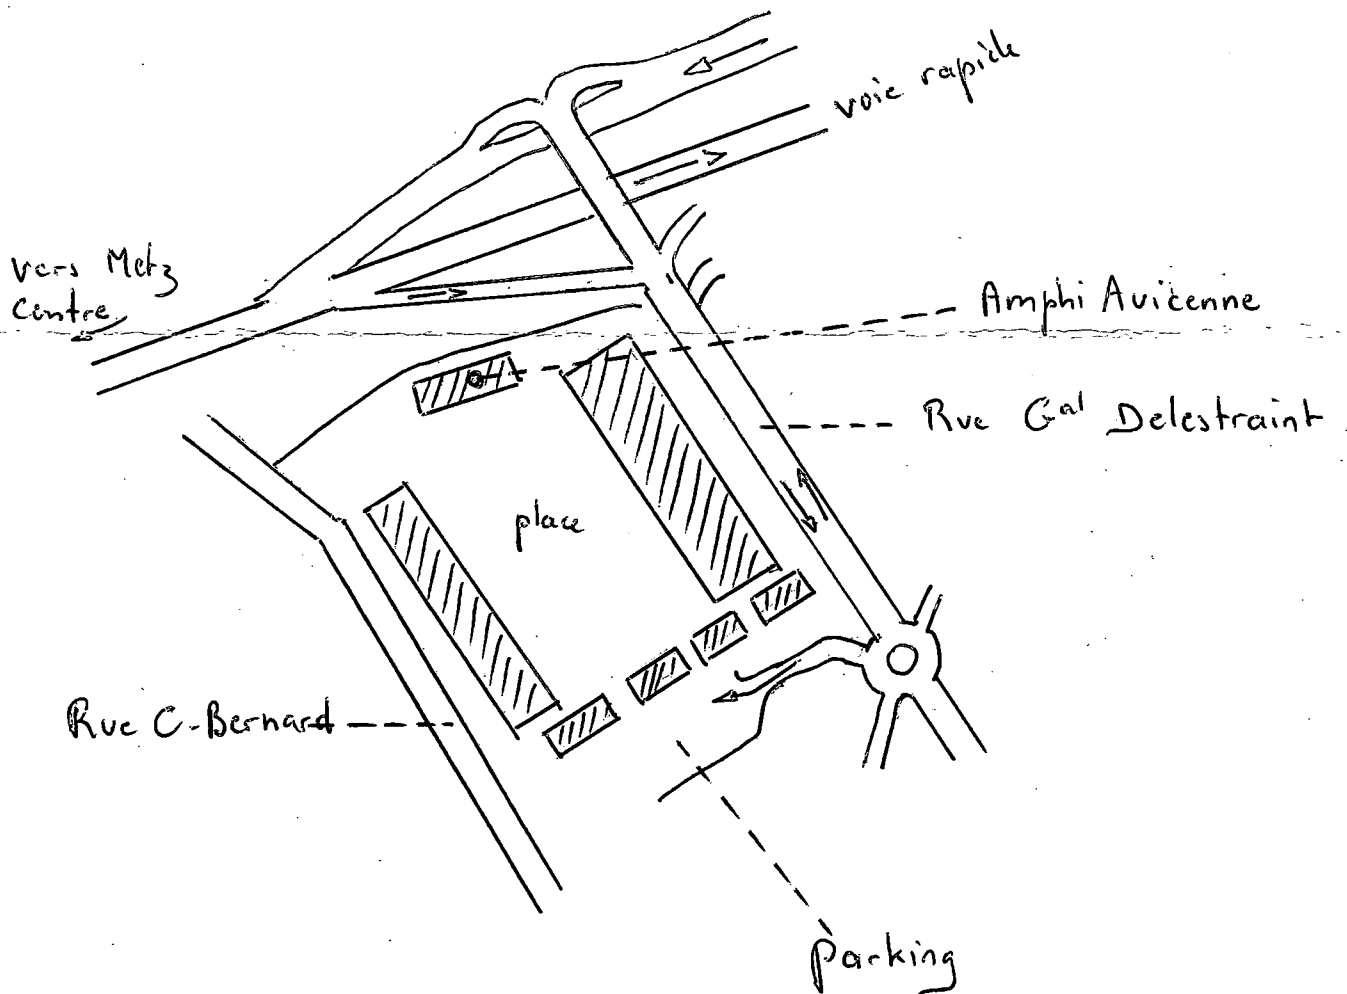 voie rapide
vers Metz
Centre
Amphi Avicenne
Rue Gal Delestraint
place
Rue C-Bernard
Parking